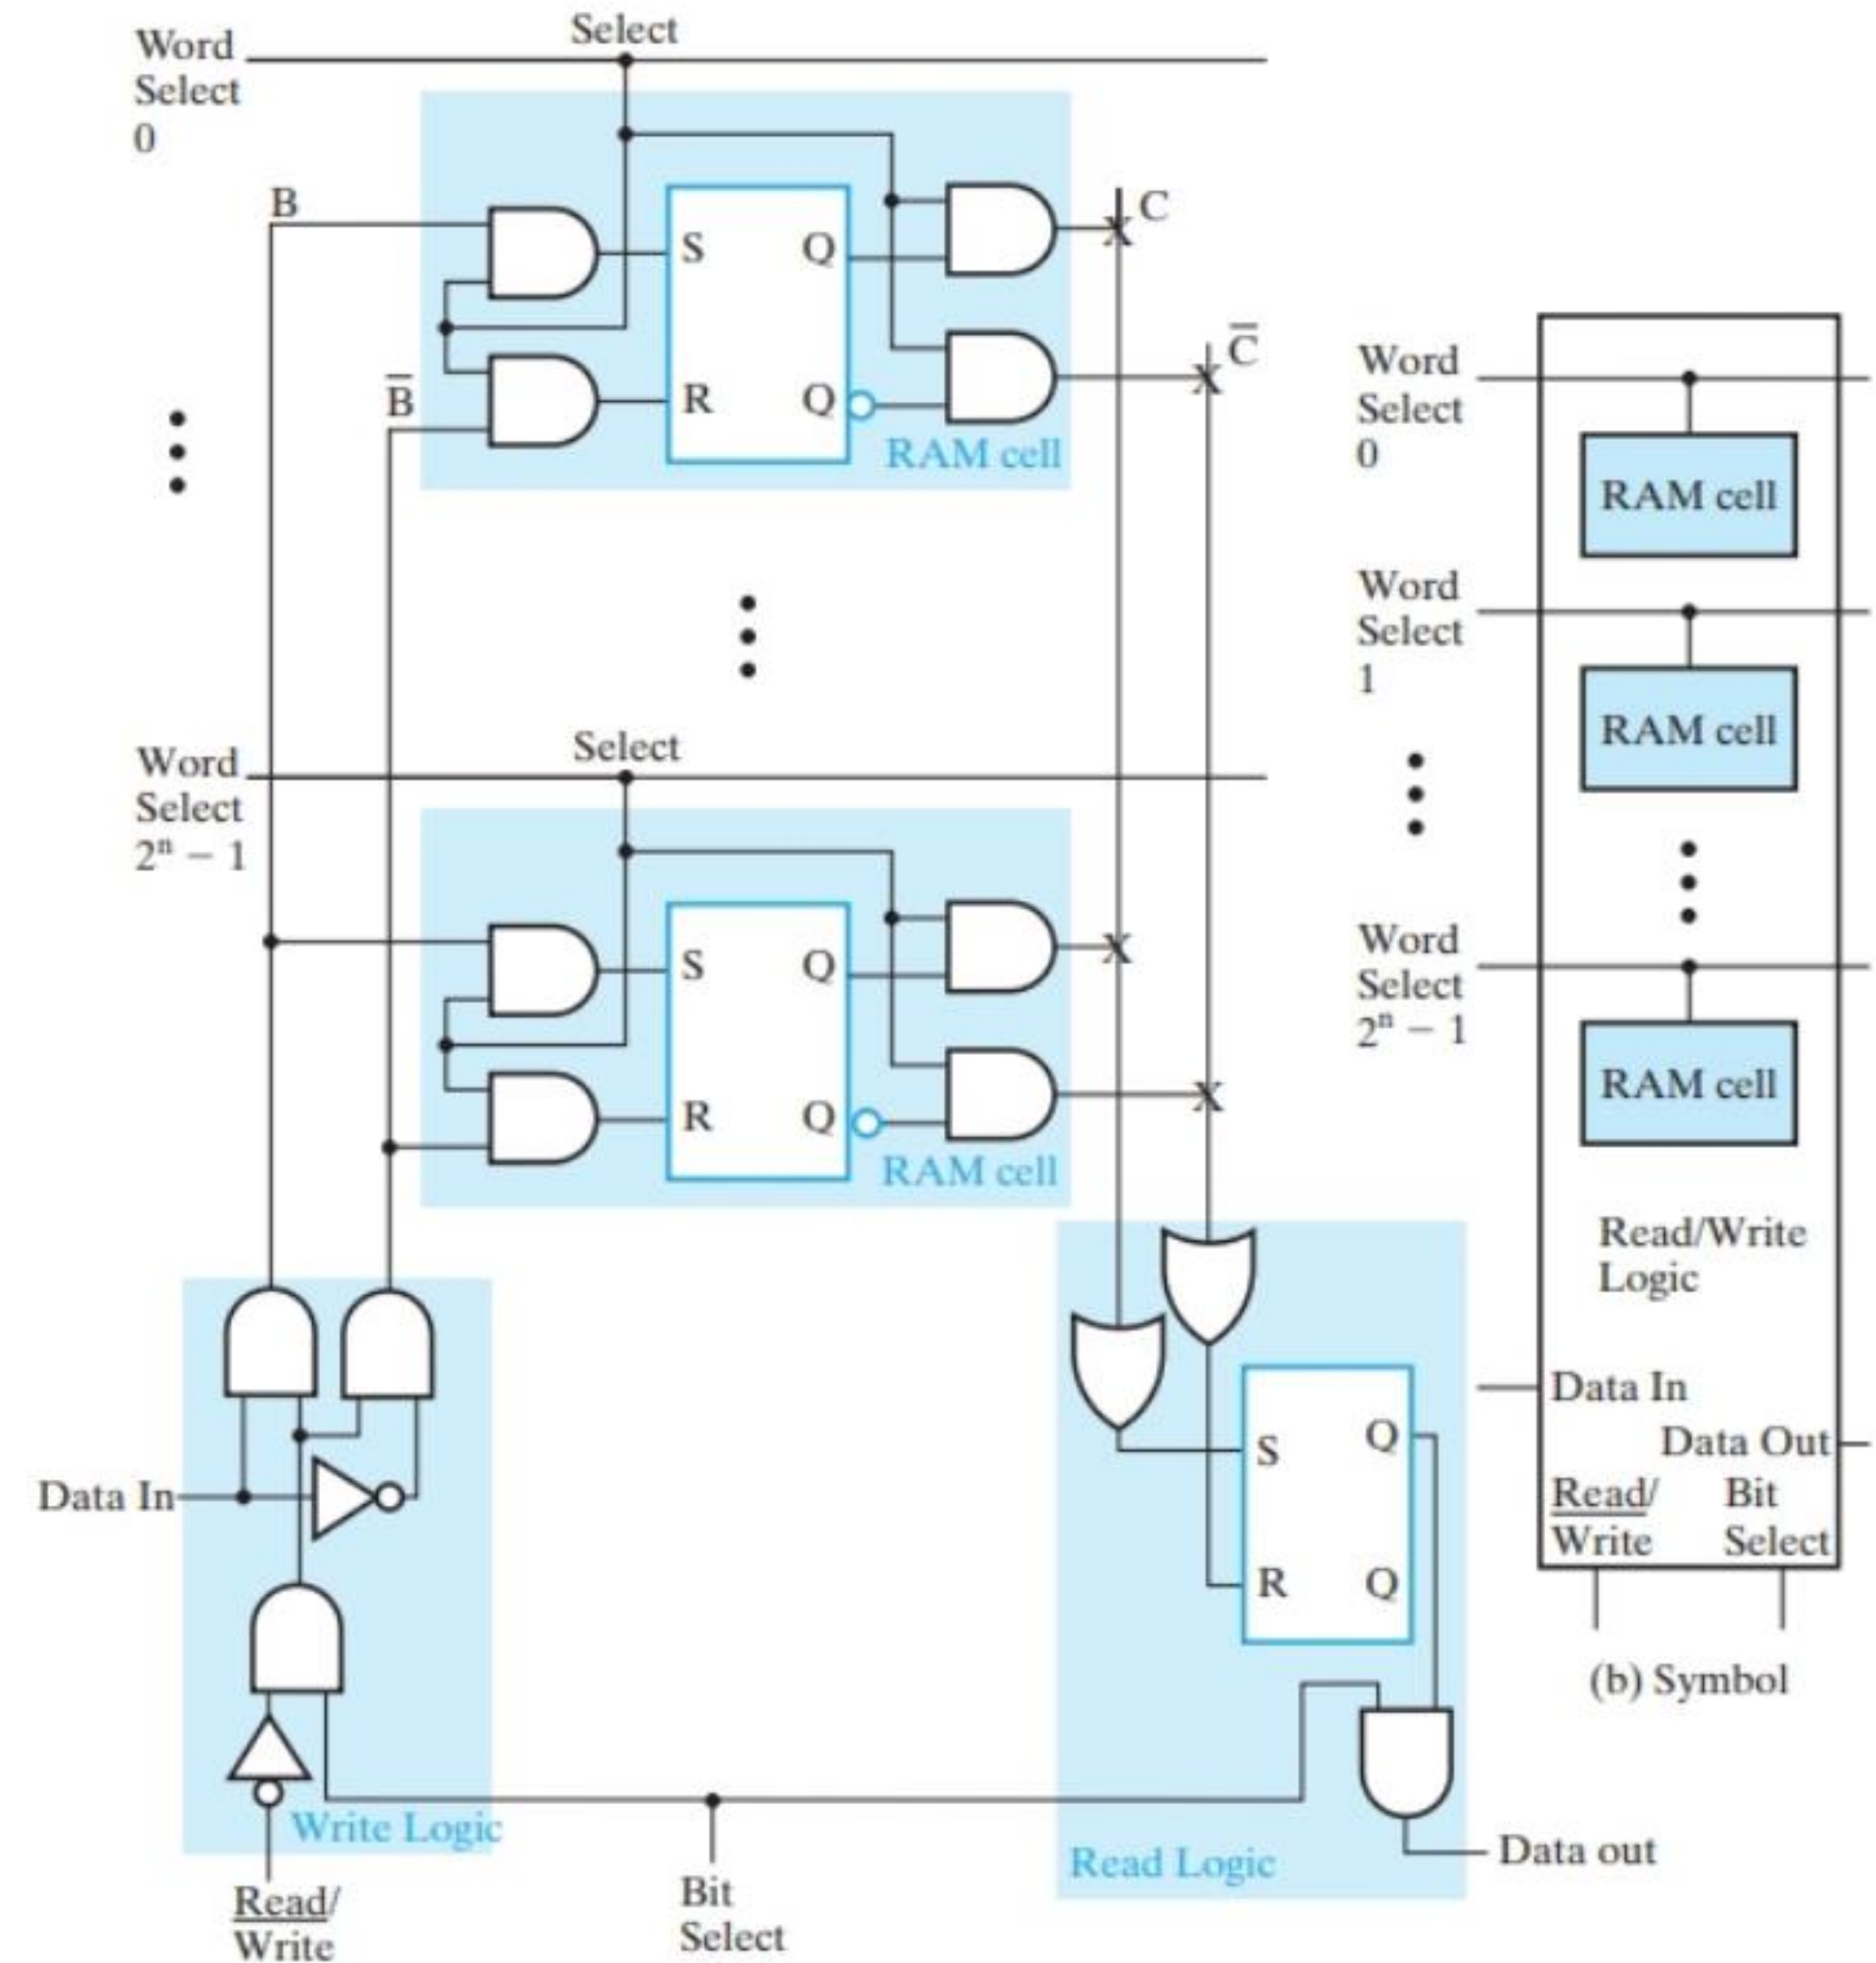 Select
Word
Select
0
B
C
S
Q
B̅
C̅
R
Q
RAM cell
Select
Word
Select
2ⁿ − 1
S
Q
R
Q
RAM cell
Data In
S
Q
R
Q
Write Logic
Read Logic
Data out
Read/
Write
Bit
Select
Word
Select
0
RAM cell
Word
Select
1
RAM cell
Word
Select
2ⁿ − 1
RAM cell
Read/Write
Logic
Data In
Data Out
Read/
Write
Bit
Select
(b) Symbol